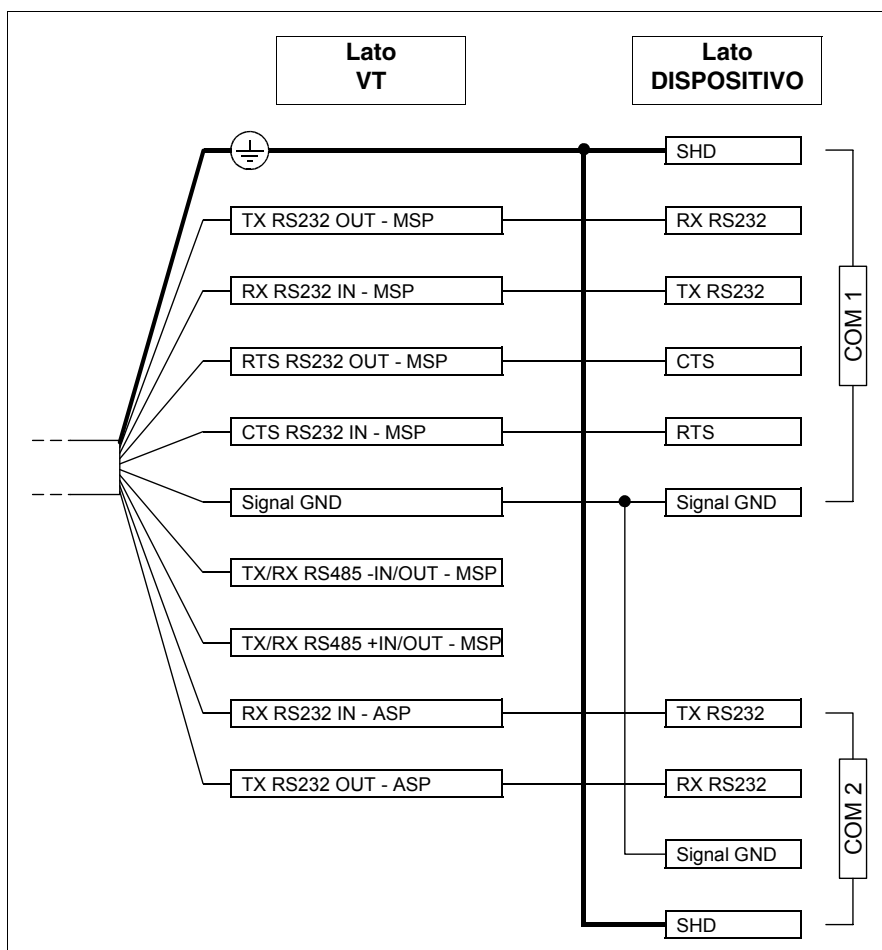 Lato
VT
Lato
DISPOSITIVO
SHD
TX RS232 OUT - MSP
RX RS232
RX RS232 IN - MSP
TX RS232
RTS RS232 OUT - MSP
CTS
CTS RS232 IN - MSP
RTS
Signal GND
Signal GND
COM 1
TX/RX RS485 -IN/OUT - MSP
TX/RX RS485 +IN/OUT - MSP
RX RS232 IN - ASP
TX RS232
TX RS232 OUT - ASP
RX RS232
Signal GND
SHD
COM 2